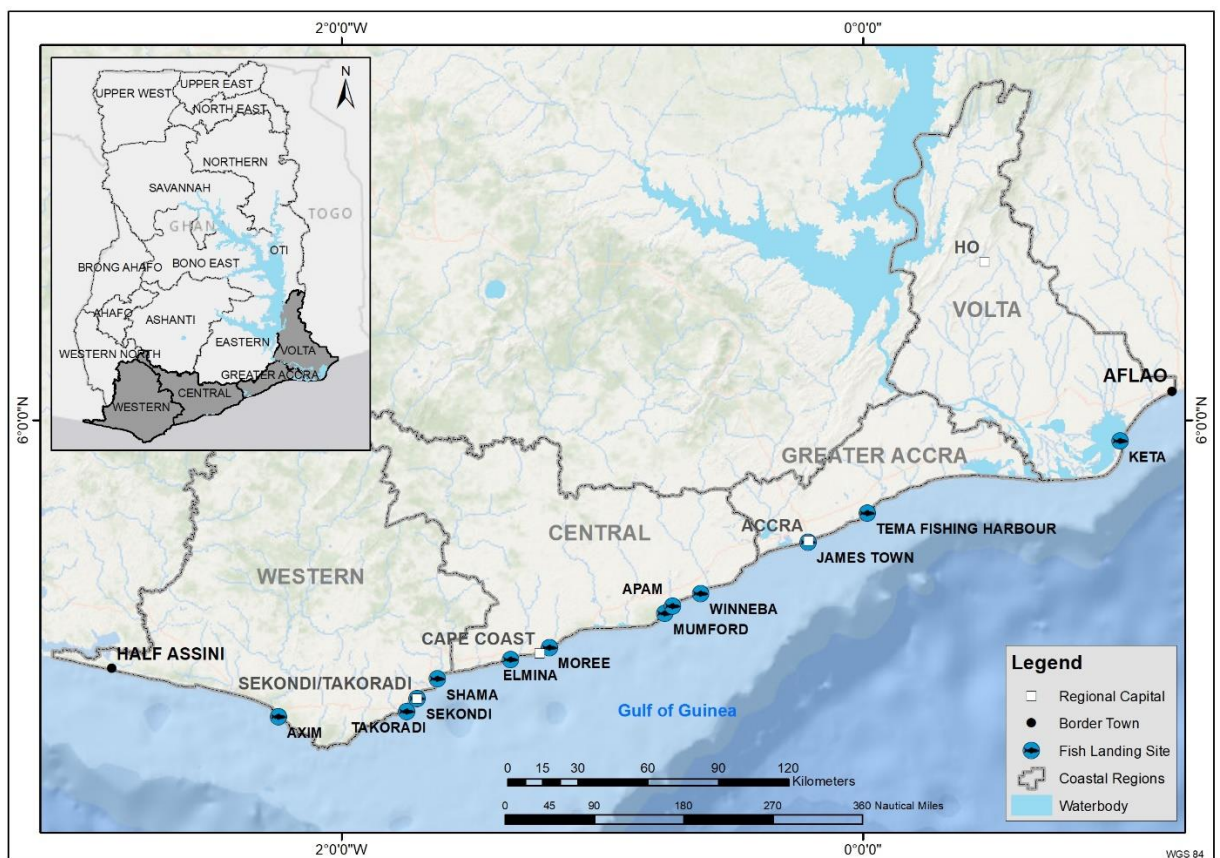 2°0'0"W
0°0'0"
UPPER WEST
UPPER EAST
NORTH EAST
N
NORTHERN
SAVANNAH
GHAN
TOGO
OTI
BRONG AHAFO
BONO EAST
AHAFO
ASHANTI
EASTERN
WESTERN NORTH
VOLTA
GREATER ACCRA
CENTRAL
WESTERN
HO
VOLTA
AFLAO
6°0'0"N
6°0'0"N
KETA
GREATER ACCRA
TEMA FISHING HARBOUR
ACCRA
JAMES TOWN
CENTRAL
WESTERN
APAM
WINNEBA
MUMFORD
CAPE COAST
MOREE
ELMINA
HALF ASSINI
SEKONDI/TAKORADI
SHAMA
SEKONDI
TAKORADI
AXIM
Gulf of Guinea
Legend
Regional Capital
Border Town
Fish Landing Site
Coastal Regions
Waterbody
0 15 30 60 90 120
Kilometers
0 45 90 180 270 360 Nautical Miles
2°0'0"W
0°0'0"
WGS 84